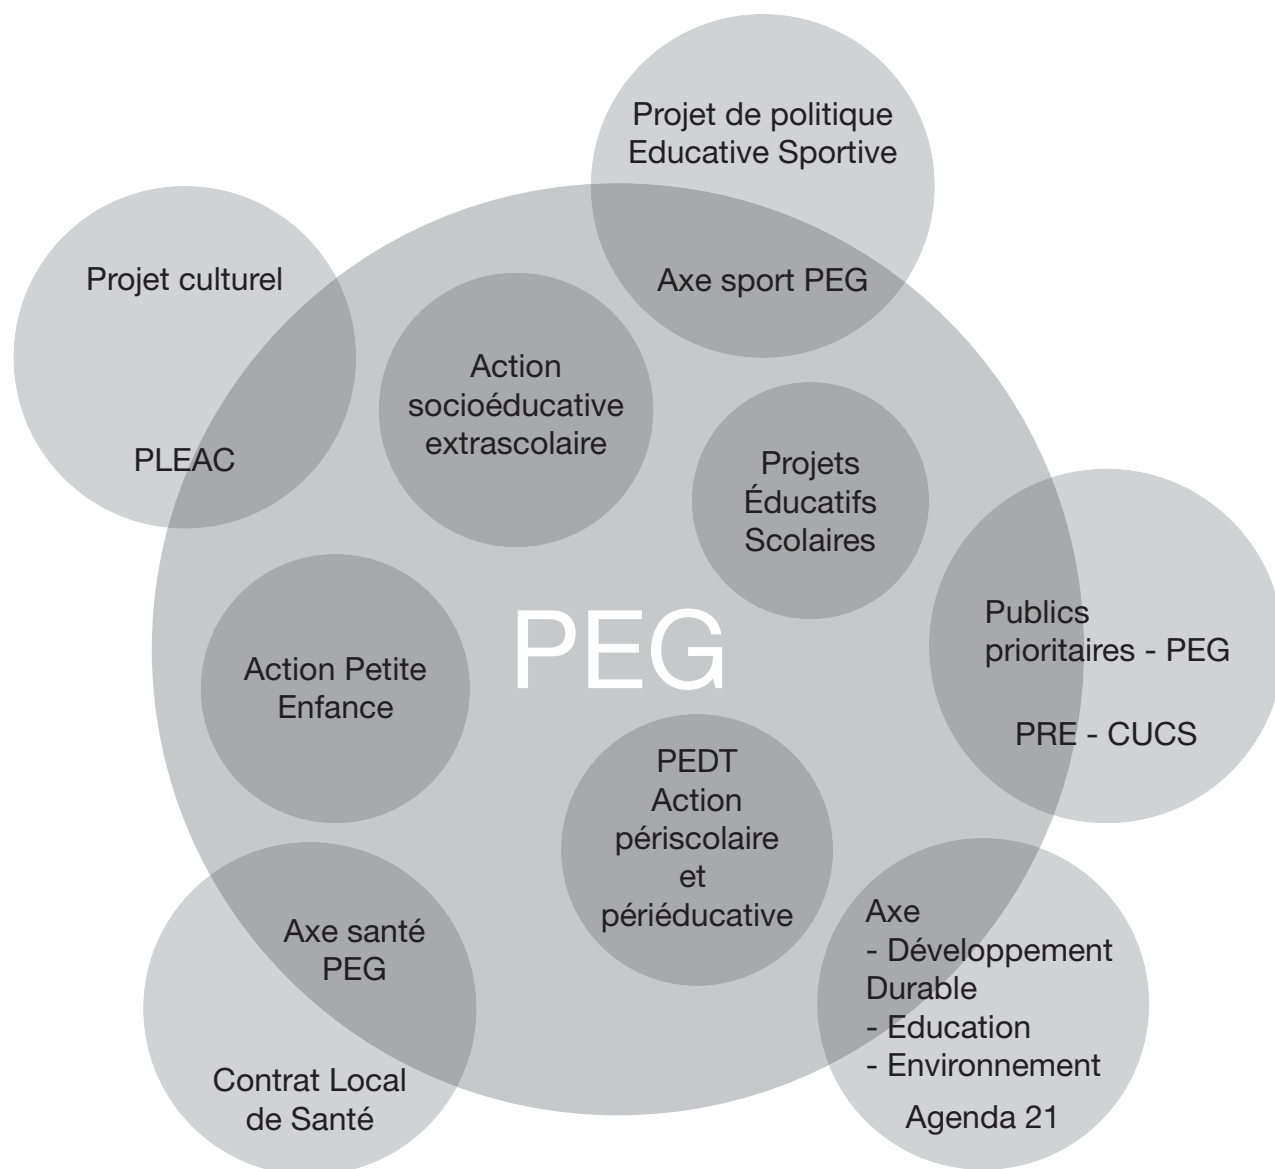 Projet de politique
Educative Sportive
Axe sport PEG
Projet culturel
PLEAC
Action
socioéducative
extrascolaire
Projets
Éducatifs
Scolaires
PEG
Publics
prioritaires - PEG
PRE - CUCS
Action Petite
Enfance
PEDT
Action
périscolaire
et
périéducative
Axe santé
PEG
Contrat Local
de Santé
Axe
- Développement
Durable
- Education
- Environnement
Agenda 21